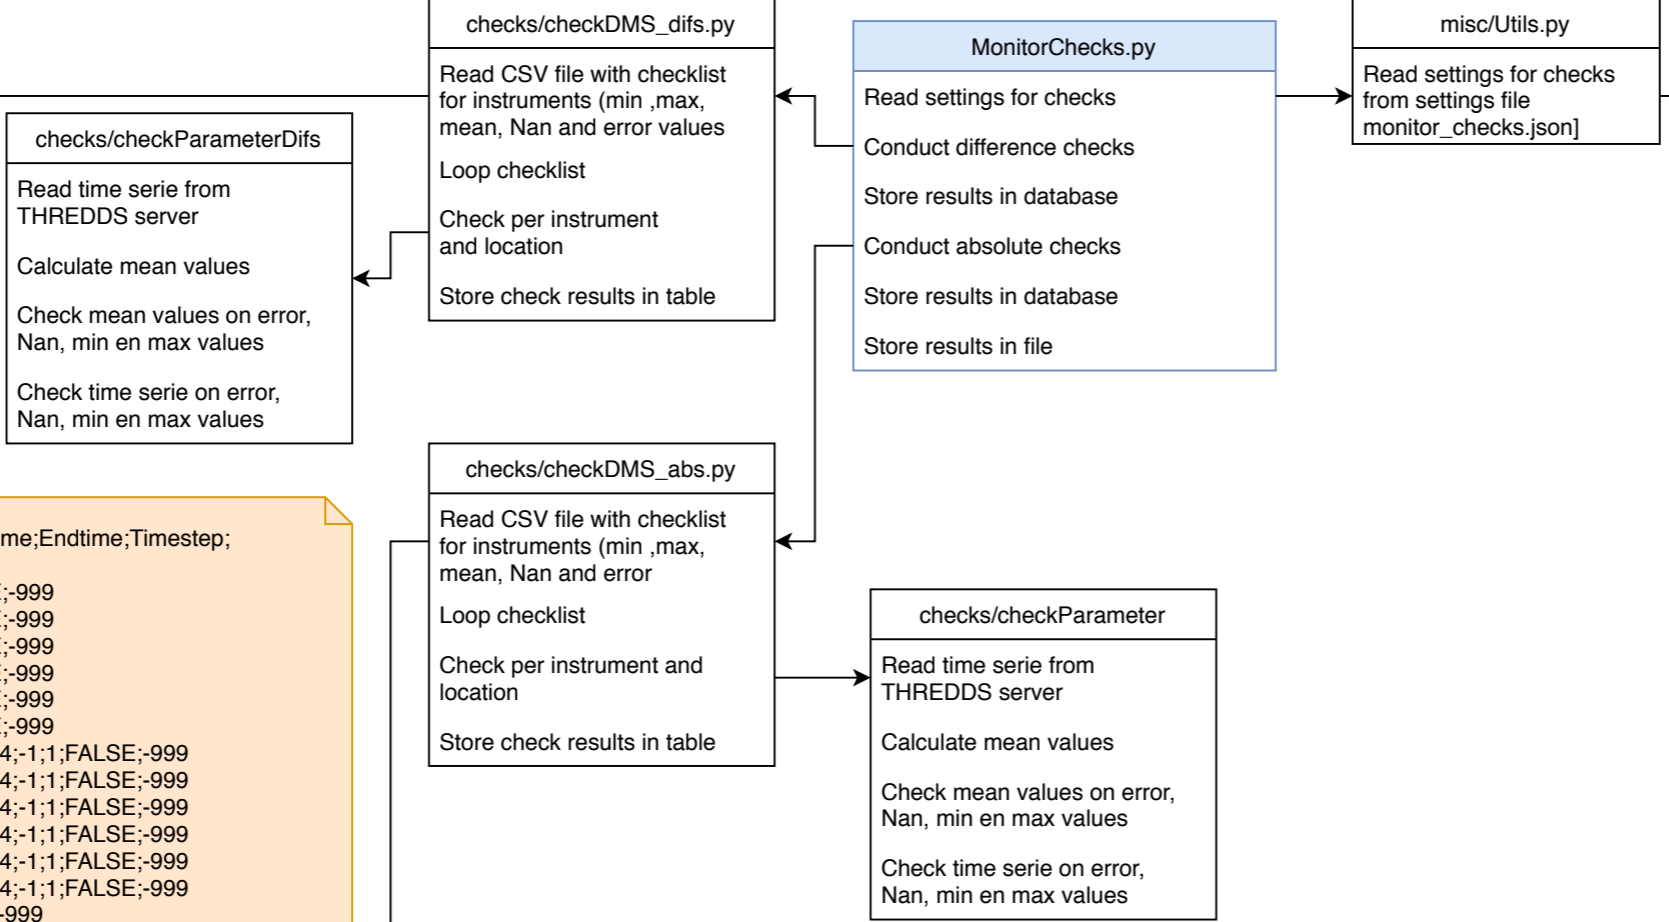 checks/checkDMS_difs.py
Read CSV file with checklist
for instruments (min ,max,
mean, Nan and error values
Loop checklist
Check per instrument
and location
Store check results in table
MonitorChecks.py
Read settings for checks
Conduct difference checks
Store results in database
Conduct absolute checks
Store results in database
Store results in file
misc/Utils.py
Read settings for checks
from settings file
monitor_checks.json]
checks/checkParameterDifs
Read time serie from
THREDDS server
Calculate mean values
Check mean values on error,
Nan, min en max values
Check time serie on error,
Nan, min en max values
checks/checkDMS_abs.py
Read CSV file with checklist
for instruments (min ,max,
mean, Nan and error
Loop checklist
Check per instrument and
location
Store check results in table
checks/checkParameter
Read time serie from
THREDDS server
Calculate mean values
Check mean values on error,
Nan, min en max values
Check time serie on error,
Nan, min en max values
me;Endtime;Timestep;
;-999
;-999
;-999
;-999
;-999
;-999
4;-1;1;FALSE;-999
4;-1;1;FALSE;-999
4;-1;1;FALSE;-999
4;-1;1;FALSE;-999
4;-1;1;FALSE;-999
4;-1;1;FALSE;-999
-999